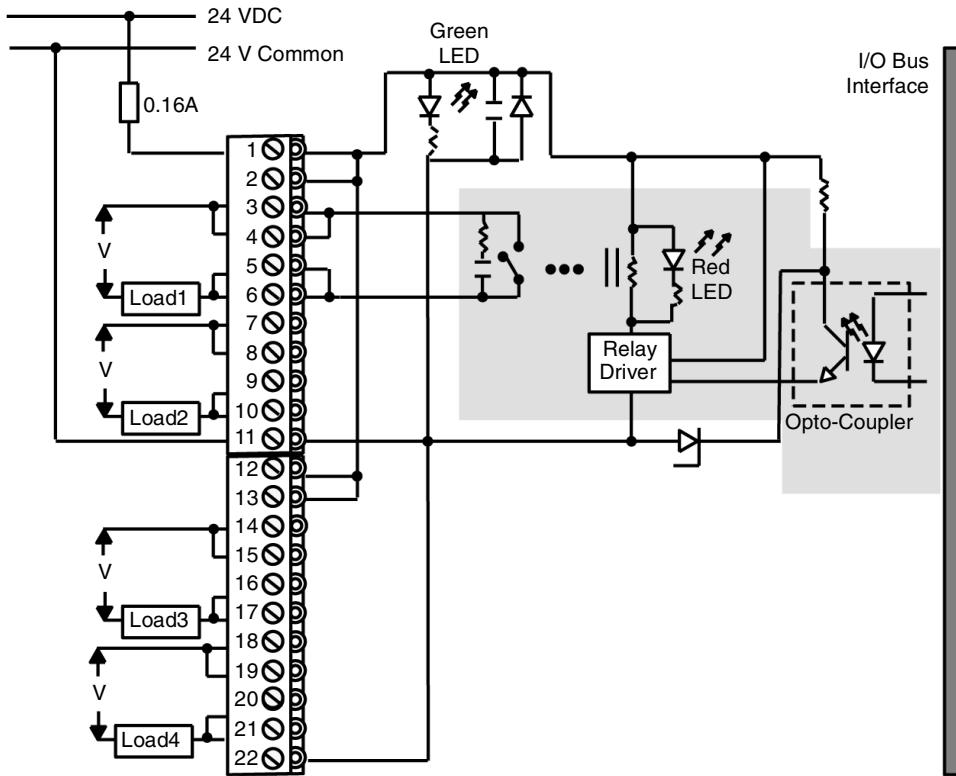 24 VDC
24 V Common
Green
LED
I/O Bus
Interface
0.16A
1
2
3
4
5
6
7
8
9
10
11
12
13
14
15
16
17
18
19
20
21
22
V
Load1
V
Load2
V
Load3
V
Load4
Red
LED
Relay
Driver
Opto-Coupler